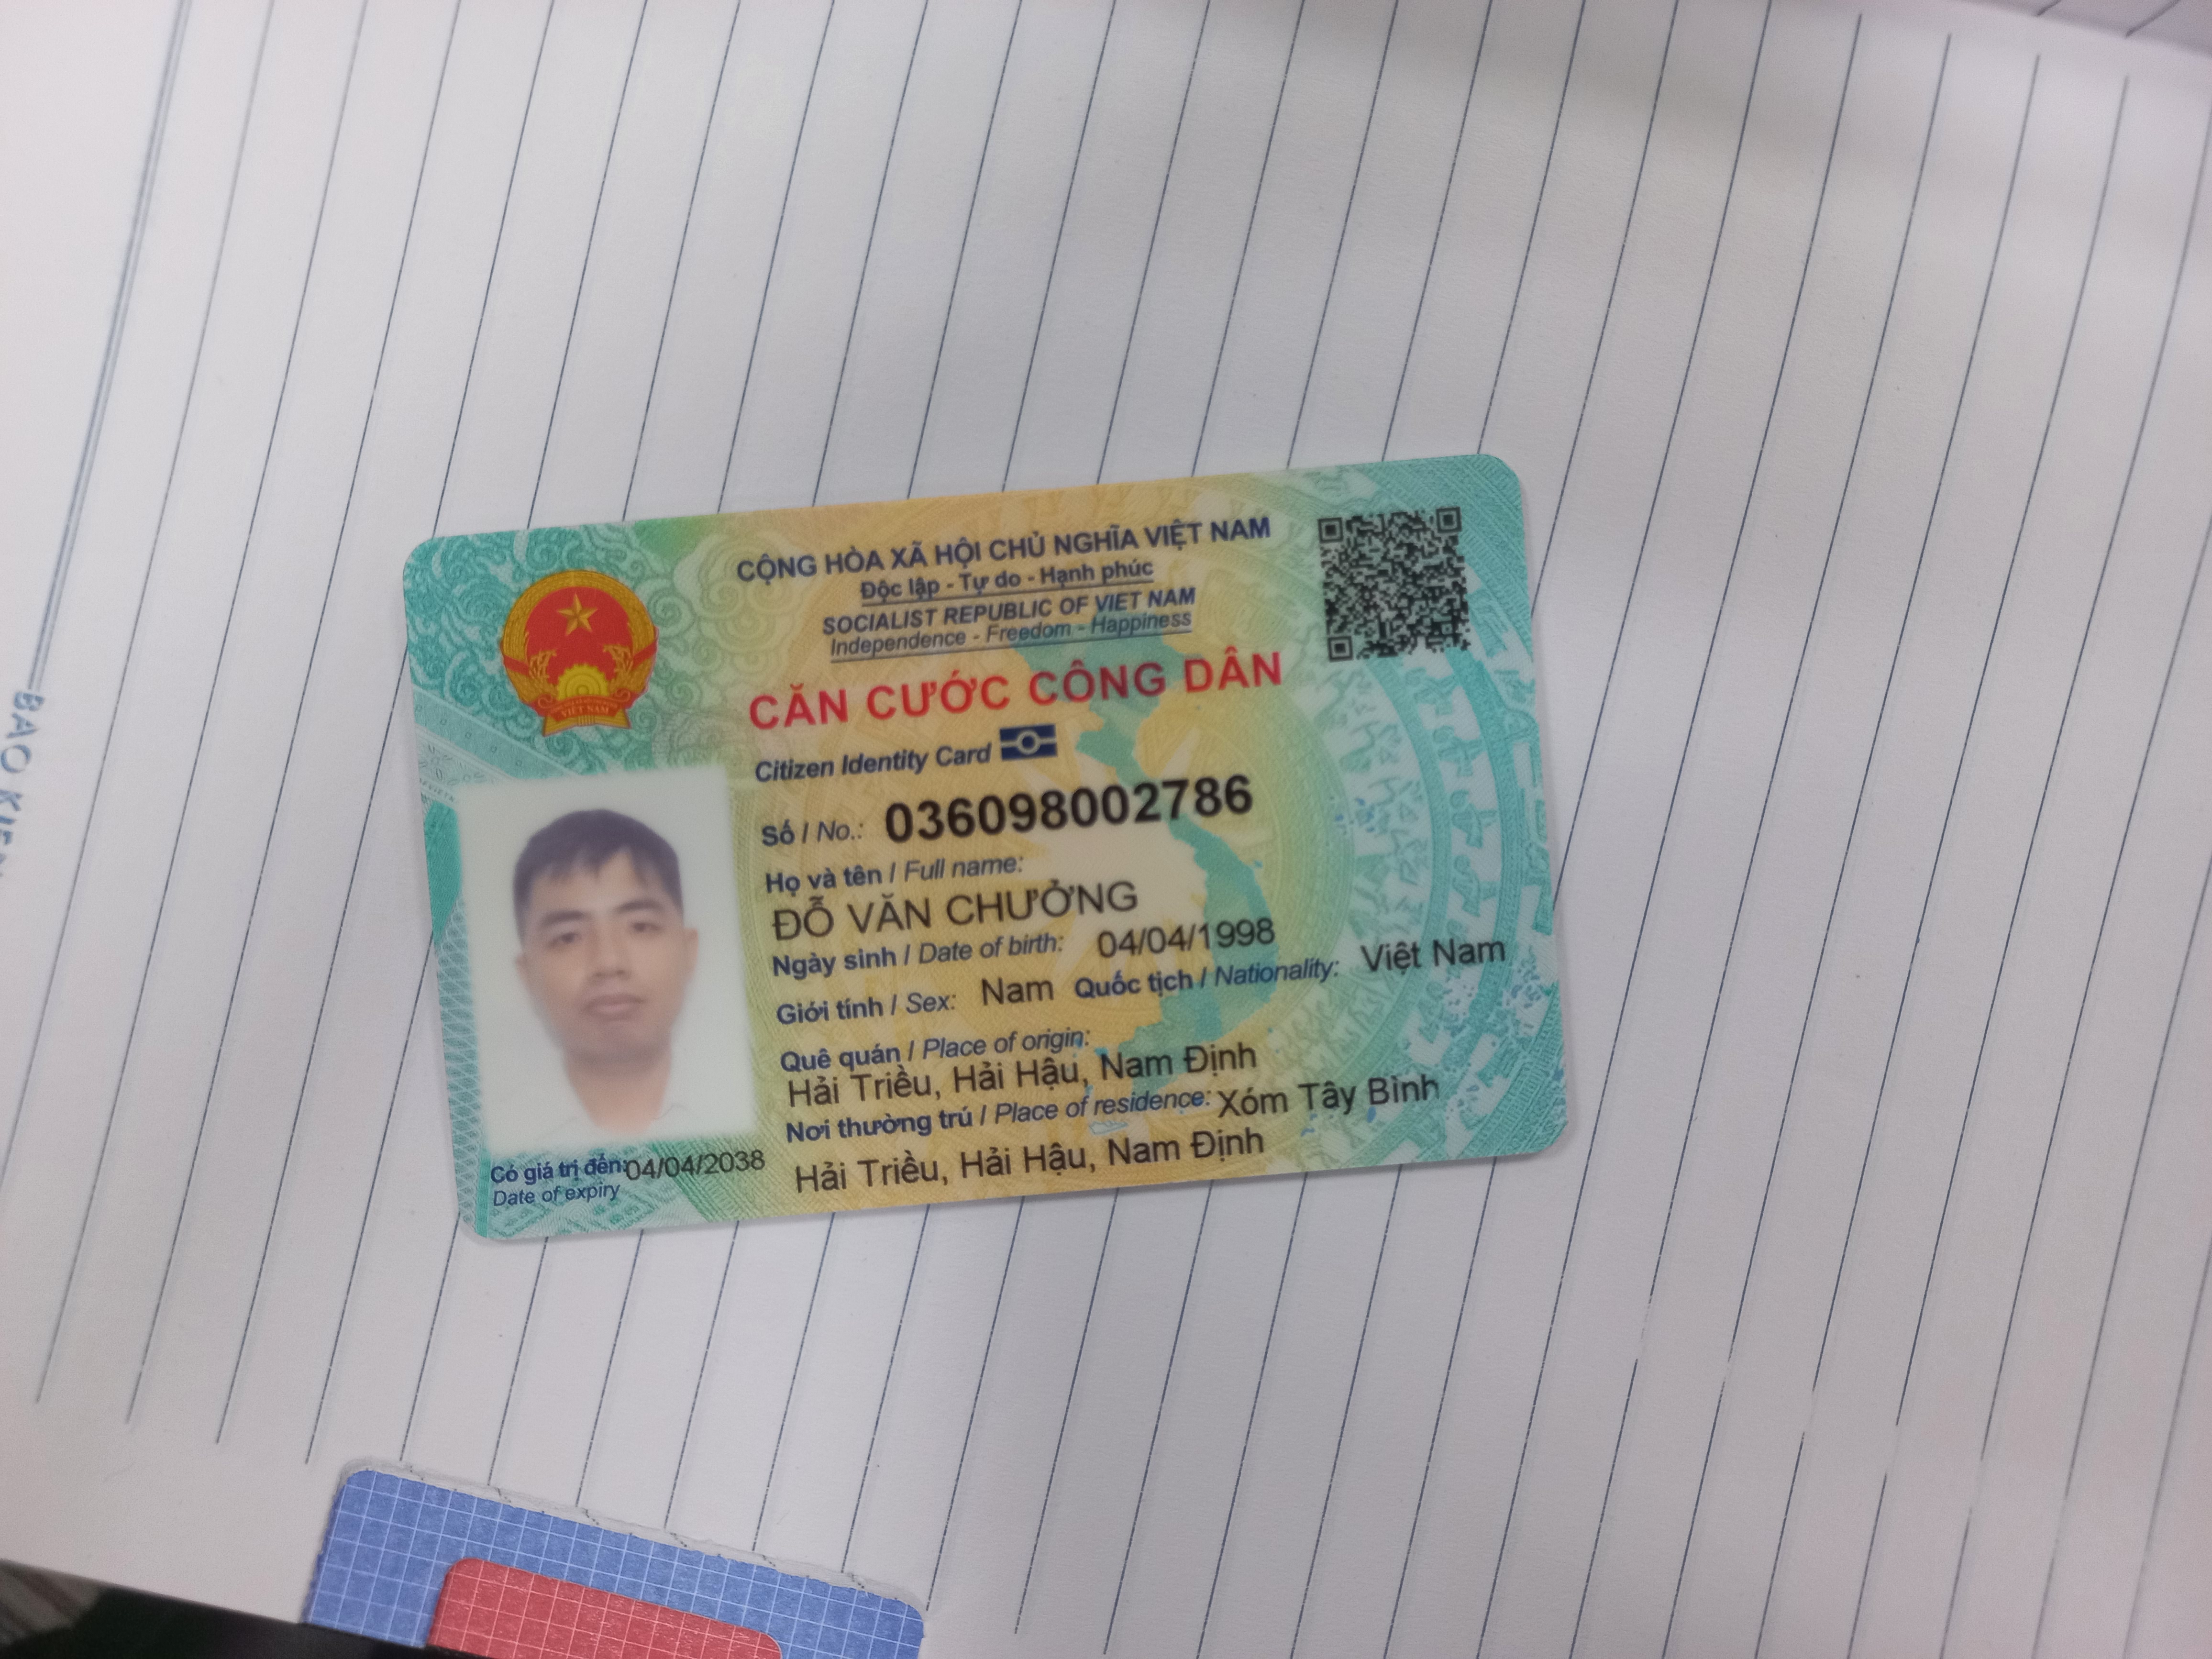 CỘNG HÒA XÃ HỘI CHỦ NGHĨA VIỆT NAM
Độc lập - Tự do - Hạnh phúc
SOCIALIST REPUBLIC OF VIET NAM
Independence - Freedom - Happiness
CĂN CƯỚC CÔNG DÂN
Citizen Identity Card
Số / No.: 036098002786
Họ và tên / Full name:
ĐỖ VĂN CHƯỞNG
Ngày sinh / Date of birth: 04/04/1998
Giới tính / Sex: Nam Quốc tịch / Nationality: Việt Nam
Quê quán / Place of origin:
Hải Triều, Hải Hậu, Nam Định
Nơi thường trú / Place of residence: Xóm Tây Bình
Hải Triều, Hải Hậu, Nam Định
Có giá trị đến: 04/04/2038
Date of expiry
VIỆT NAM
BAO